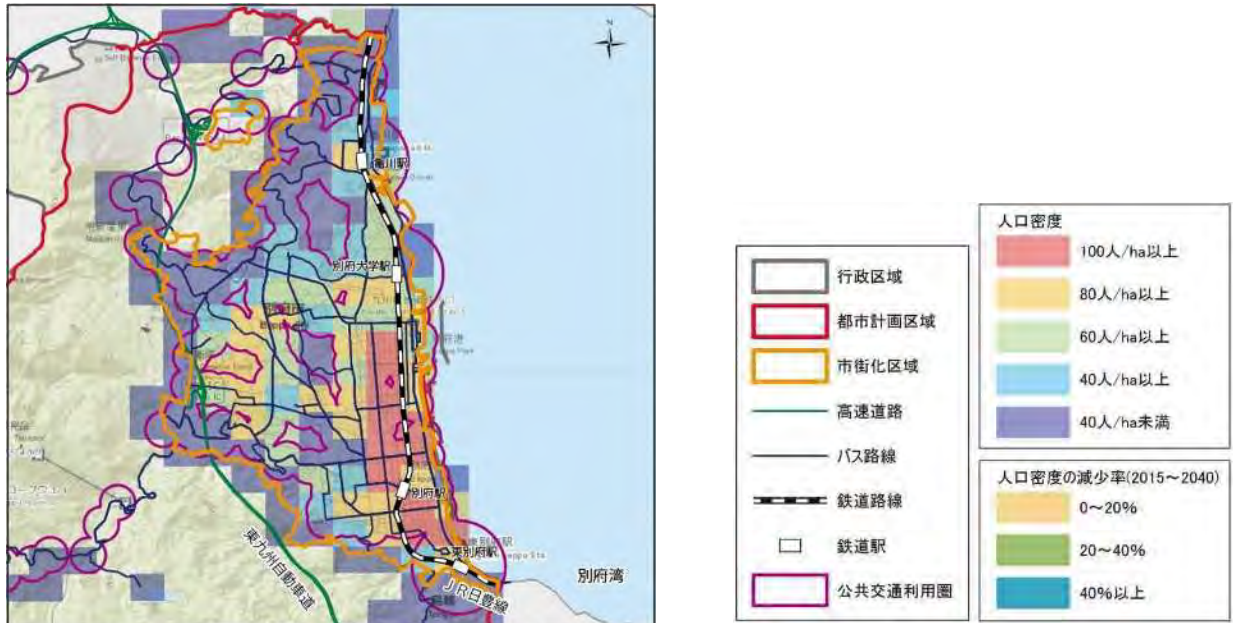 N
亀川駅
別府大学駅
別府駅
東別府駅
別府湾
東九州自動車道
JR日豊線
行政区域
都市計画区域
市街化区域
高速道路
バス路線
鉄道路線
鉄道駅
公共交通利用圏
人口密度
100人/ha以上
80人/ha以上
60人/ha以上
40人/ha以上
40人/ha未満
人口密度の減少率(2015～2040)
0～20%
20～40%
40%以上